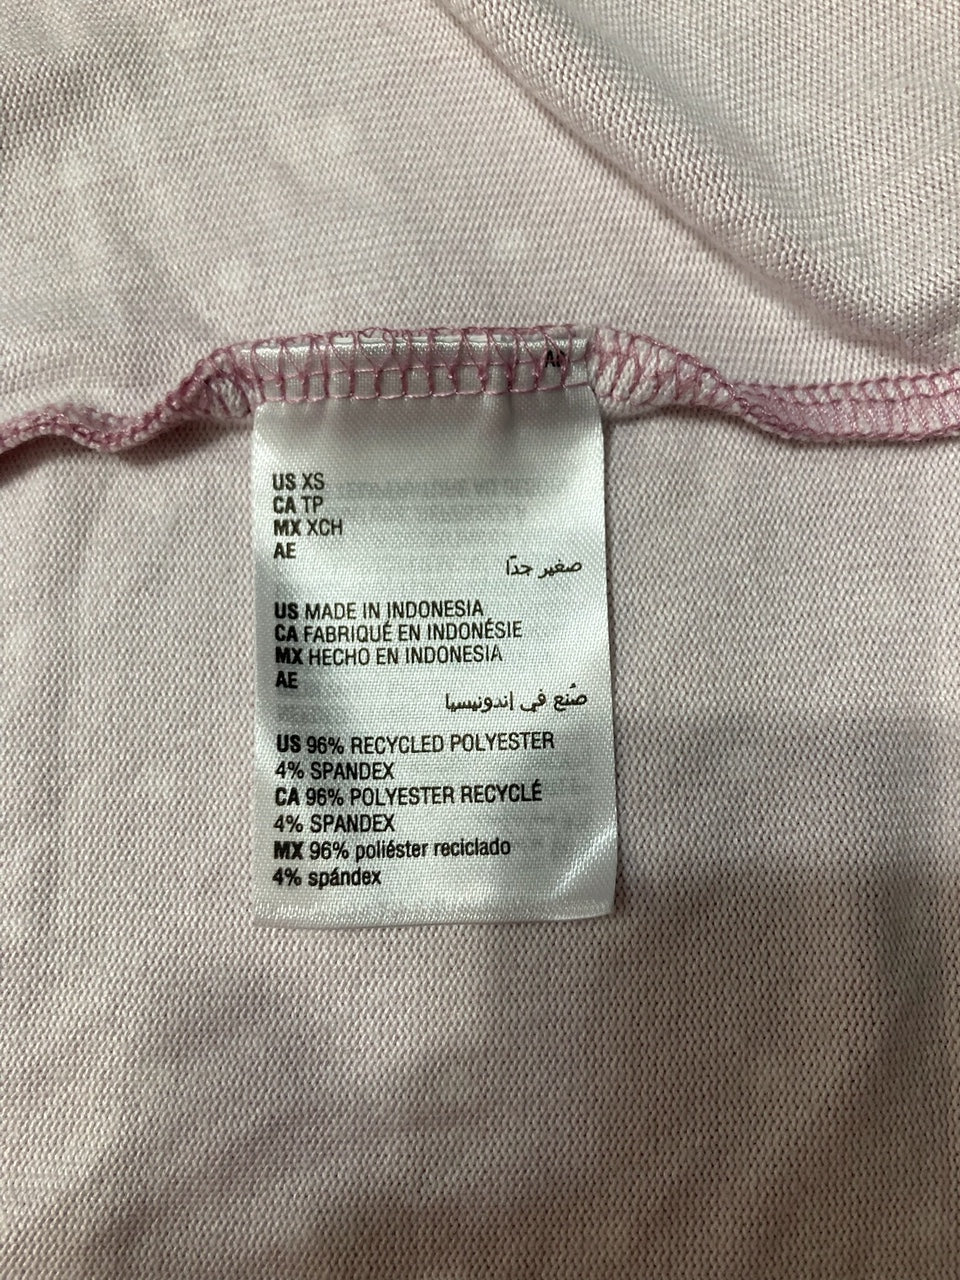 US XS
CA TP
MX XCH
AE
صغير جدًا
US MADE IN INDONESIA
CA FABRIQUÉ EN INDONÉSIE
MX HECHO EN INDONESIA
AE
صُنع في إندونيسيا
US 96% RECYCLED POLYESTER
4% SPANDEX
CA 96% POLYESTER RECYCLÉ
4% SPANDEX
MX 96% poliéster reciclado
4% spándex